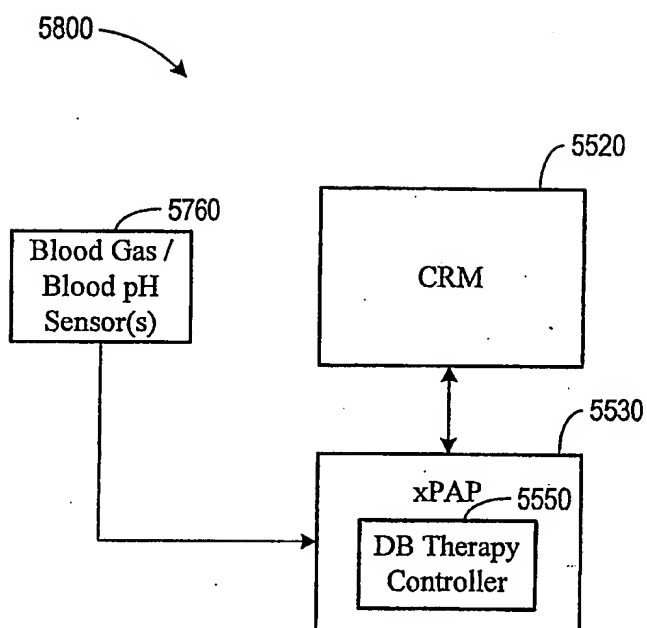 5800
5520
5760
Blood Gas /
Blood pH
Sensor(s)
CRM
5530
xPAP
5550
DB Therapy
Controller